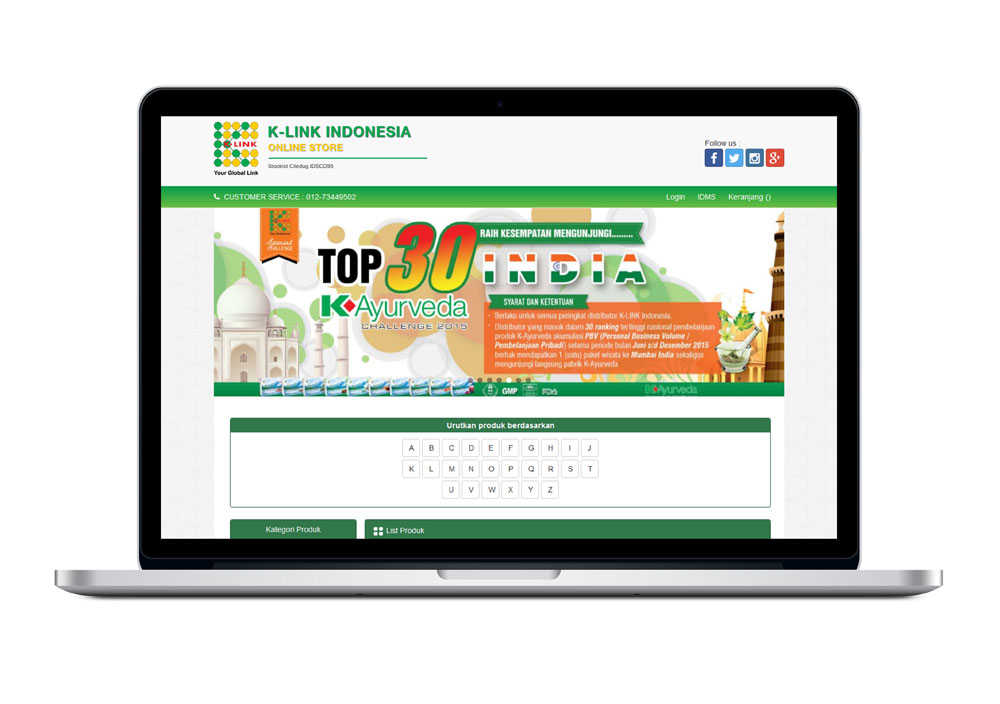 K-LINK
Your Global Link
K-LINK INDONESIA
ONLINE STORE
Stockist Ciledug IDSCD95
Follow us :
CUSTOMER SERVICE : 012-73449502
Login IDMS Keranjang ()
Special
CHALLENGE
TOP 30
K-Ayurveda
CHALLENGE 2015
RAIH KESEMPATAN MENGUNJUNGI.........
INDIA
SYARAT DAN KETENTUAN
• Berlaku untuk semua peringkat distributor K-LINK Indonesia.
• Distributor yang masuk dalam 30 ranking tertinggi nasional pembelanjaan
produk K-Ayurveda akumulasi PBV (Personal Business Volume /
Pembelanjaan Pribadi) selama periode bulan Juni s/d Desember 2015
berhak mendapatkan 1 (satu) paket wisata ke Mumbai India sekaligus
mengunjungi langsung pabrik K-Ayurveda
GMP FDA
K-Ayurveda
Urutkan produk berdasarkan
A B C D E F G H I J
K L M N O P Q R S T
U V W X Y Z
Kategori Produk
List Produk